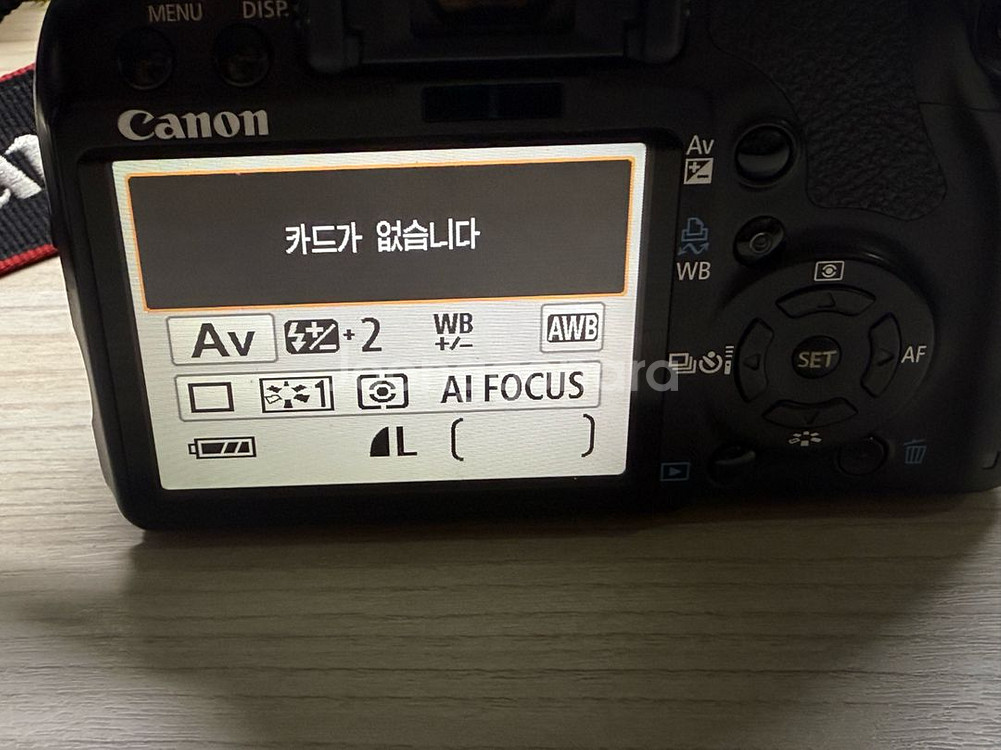 MENU DISP.
Canon
카드가 없습니다
Av
Av +2 WB +/- AWB
1 AI FOCUS
L [ ]
WB
SET
AF